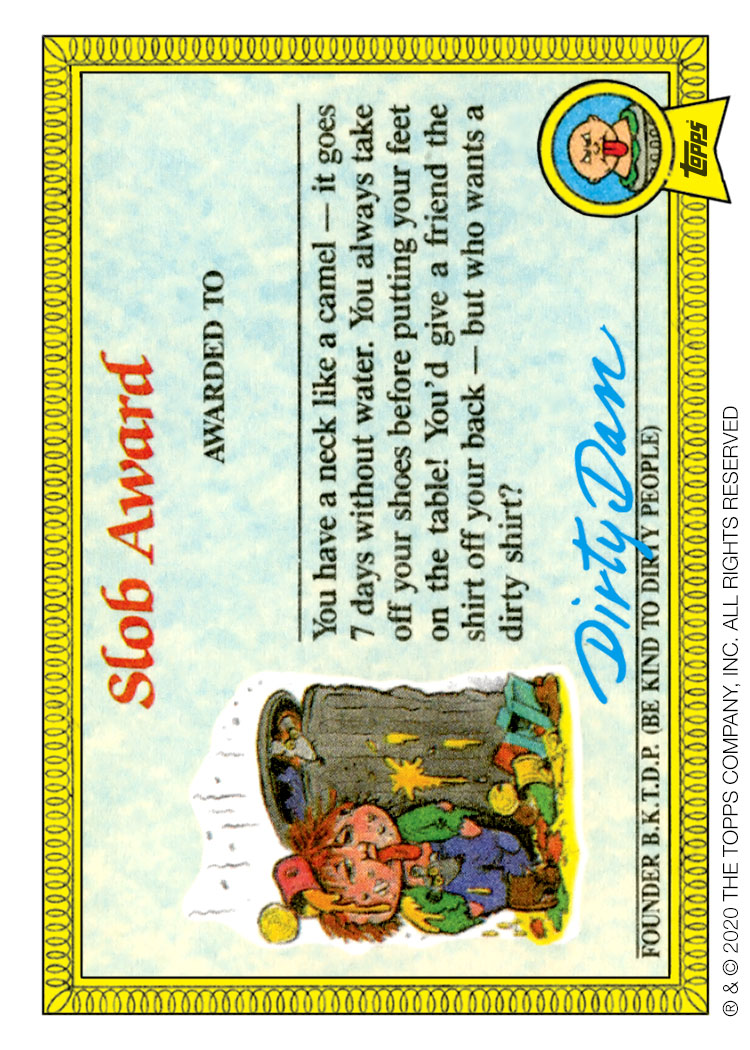 Slob Award
AWARDED TO
You have a neck like a camel — it goes
7 days without water. You always take
off your shoes before putting your feet
on the table! You'd give a friend the
shirt off your back — but who wants a
dirty shirt?
Dirty Dan
FOUNDER B.K.T.D.P. (BE KIND TO DIRTY PEOPLE)
topps
® & © 2020 THE TOPPS COMPANY, INC. ALL RIGHTS RESERVED